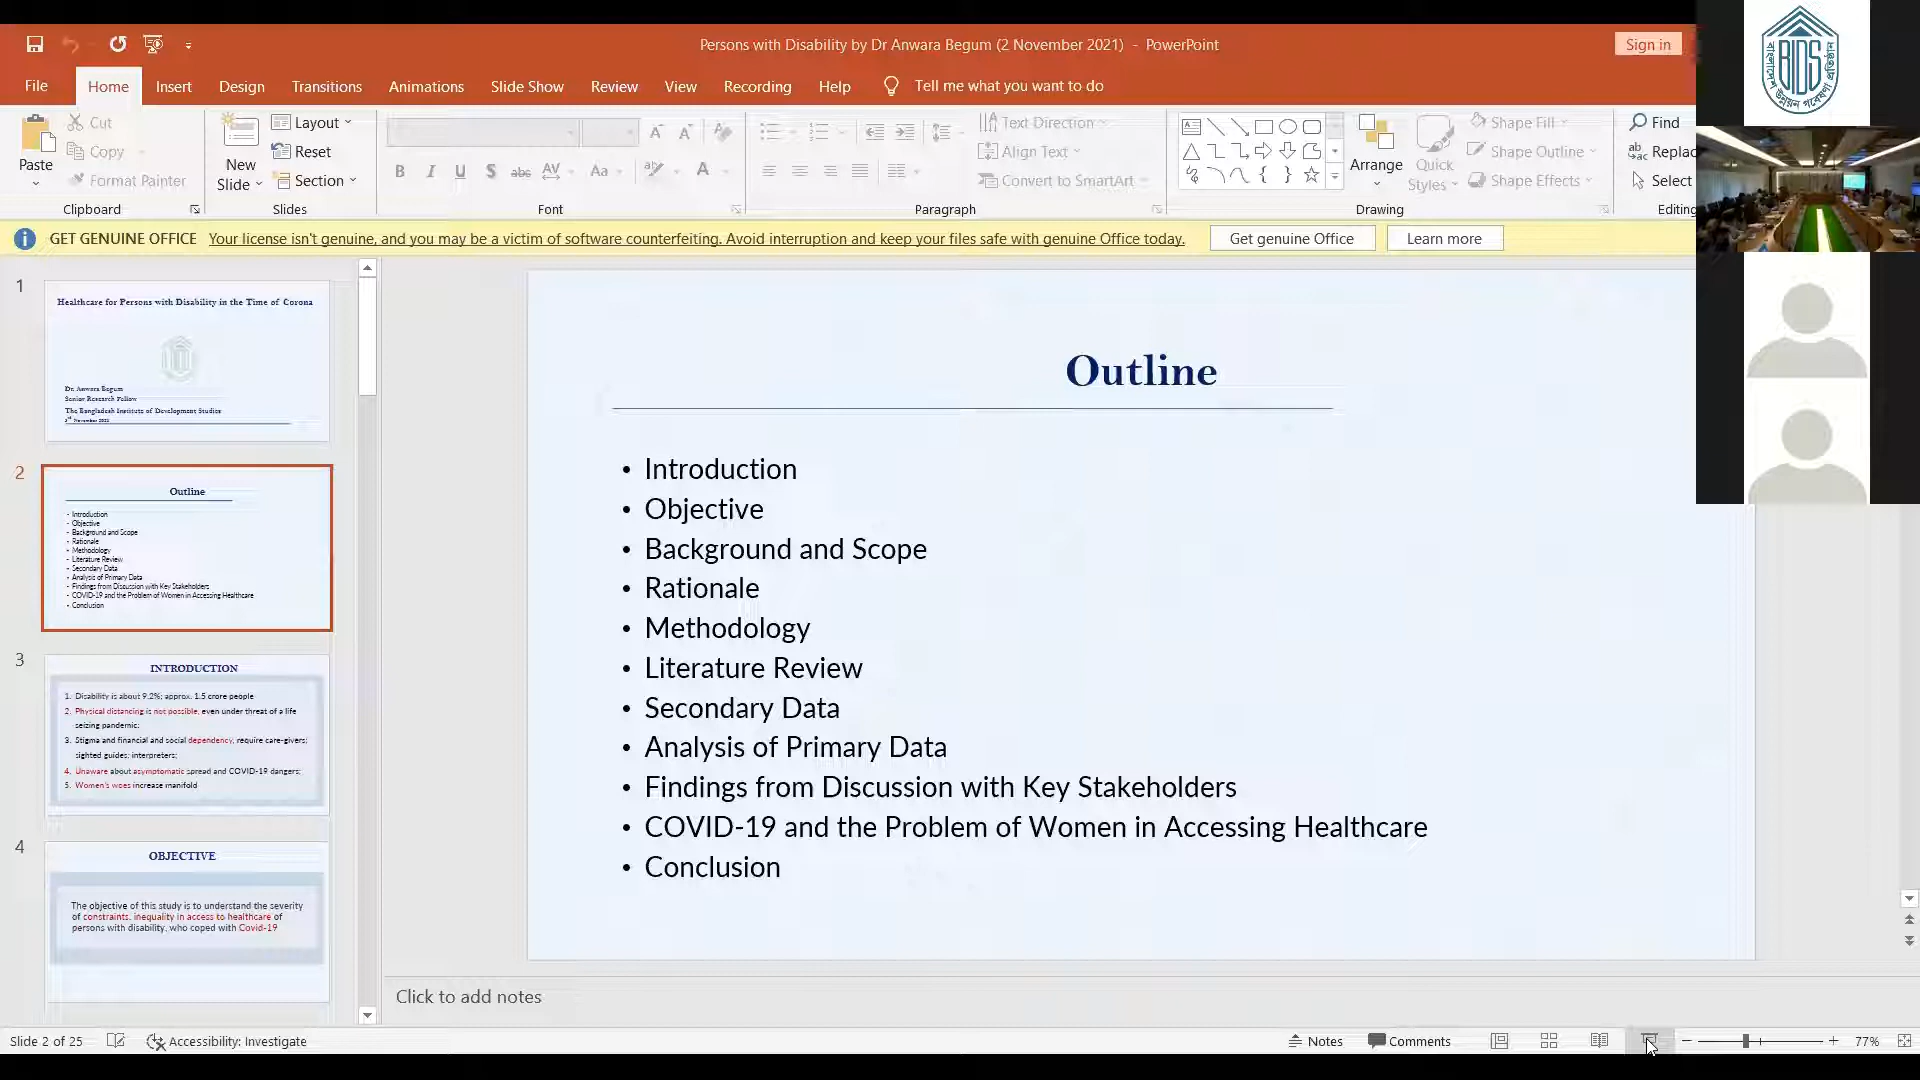 Persons with Disability by Dr Anwara Begum (2 November 2021) - PowerPoint
Sign in
File
Home
Insert
Design
Transitions
Animations
Slide Show
Review
View
Recording
Help
Tell me what you want to do
Paste
Cut
Copy
Format Painter
Clipboard
New
Slide
Layout
Reset
Section
Slides
B I U S abc AV Aa A
Font
Text Direction
Align Text
Convert to SmartArt
Paragraph
Arrange
Quick
Styles
Shape Fill
Shape Outline
Shape Effects
Drawing
Find
Replac
Select
Editing
BIDS
GET GENUINE OFFICE Your license isn't genuine, and you may be a victim of software counterfeiting. Avoid interruption and keep your files safe with genuine Office today.
Get genuine Office
Learn more
1
Healthcare for Persons with Disability in the Time of Corona
Dr. Anwara Begum
Senior Research Fellow
The Bangladesh Institute of Development Studies
2
Outline
• Introduction
• Objective
• Background and Scope
• Rationale
• Methodology
• Literature Review
• Secondary Data
• Analysis of Primary Data
• Findings from Discussion with Key Stakeholders
• COVID-19 and the Problem of Women in Accessing Healthcare
• Conclusion
3
INTRODUCTION
1. Disability is about 9.2%; approx. 1.5 crore people
2. Physical distancing is not possible, even under threat of a life
seizing pandemic;
3. Stigma and financial and social dependency, require care-givers;
sighted guides; interpreters;
4. Unaware about asymptomatic spread and COVID-19 dangers;
5. Women's woes increase manifold
4
OBJECTIVE
The objective of this study is to understand the severity
of constraints, inequality in access to healthcare of
persons with disability, who coped with Covid-19
Outline
• Introduction
• Objective
• Background and Scope
• Rationale
• Methodology
• Literature Review
• Secondary Data
• Analysis of Primary Data
• Findings from Discussion with Key Stakeholders
• COVID-19 and the Problem of Women in Accessing Healthcare
• Conclusion
Click to add notes
Slide 2 of 25
Accessibility: Investigate
Notes
Comments
77%